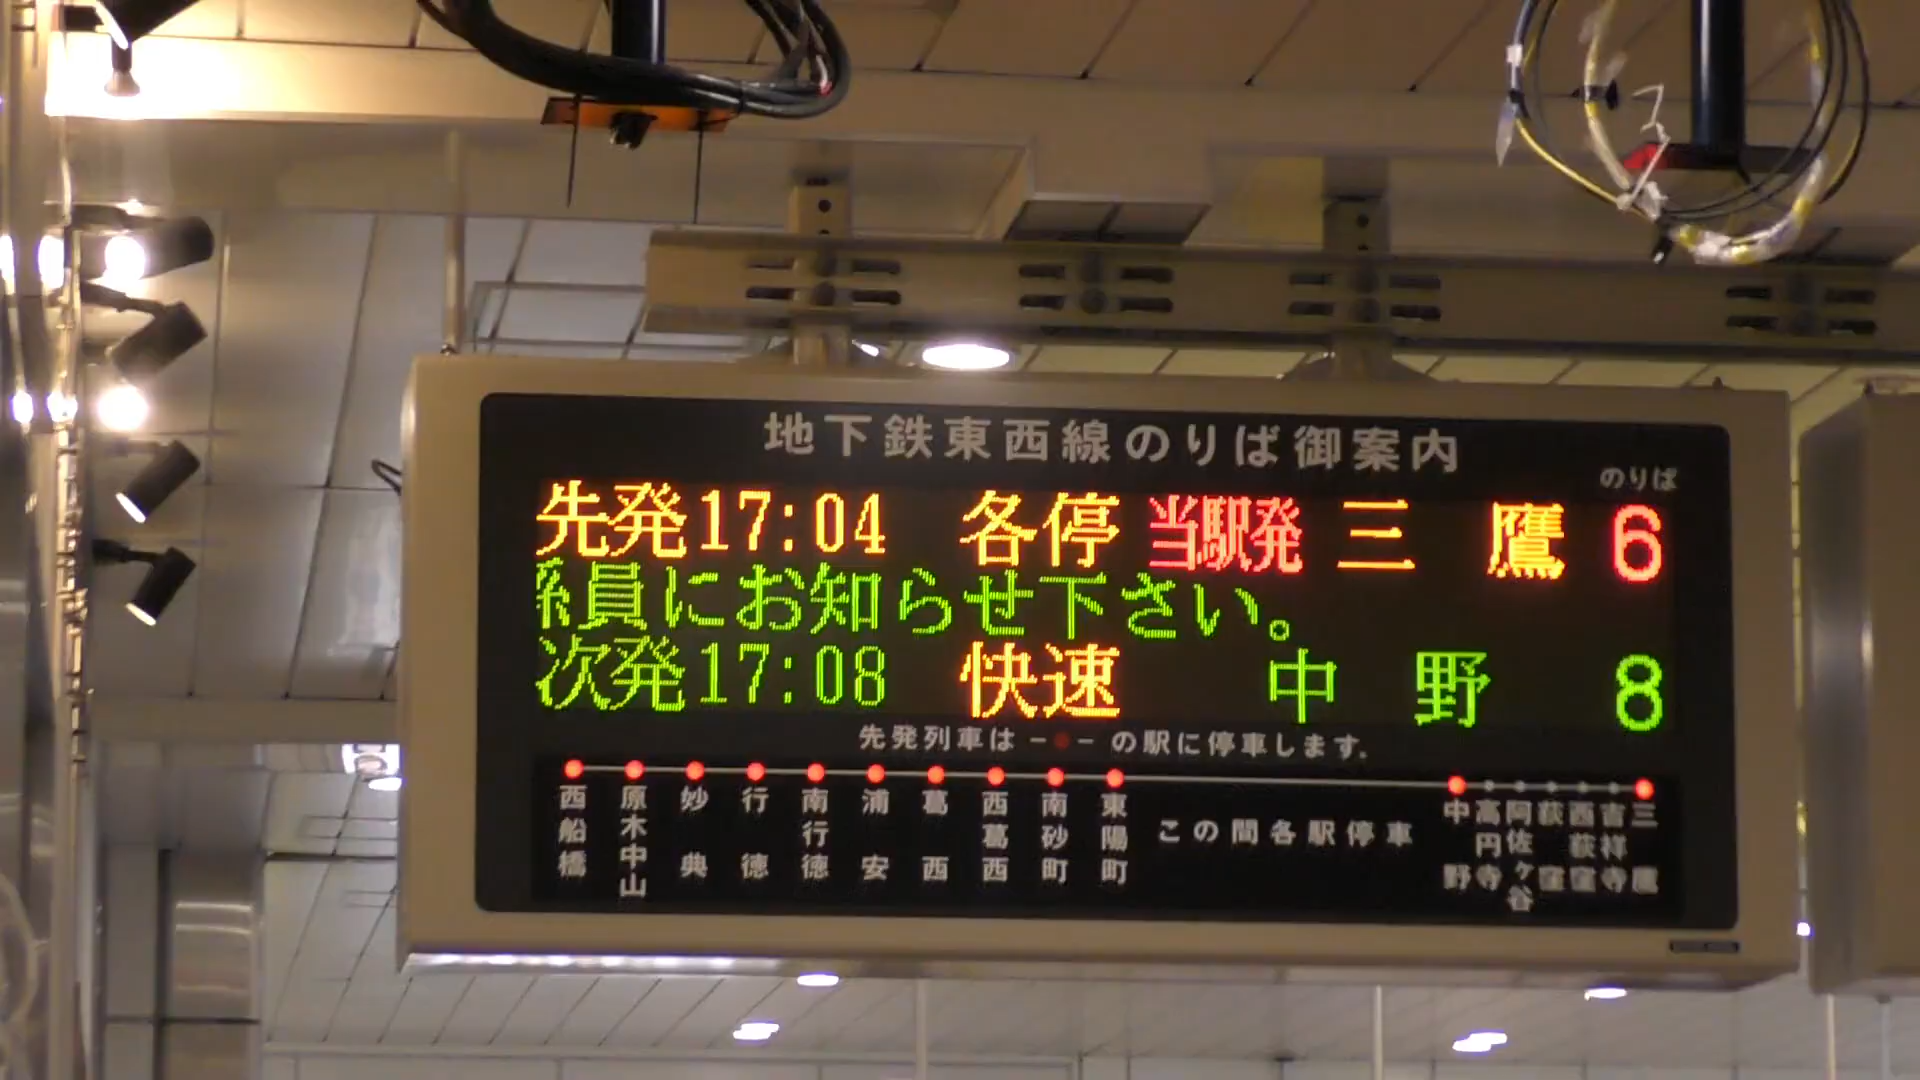 地下鉄東西線のりば御案内
のりば
先発17:04 各停 当駅発 三鷹 6
係員にお知らせ下さい。
次発17:08 快速 中野 8
先発列車は －●－ の駅に停車します。
西船橋 原木中山 妙典 行徳 南行徳 浦安 葛西 西葛西 南砂町 東陽町 この間各駅停車 中野 高円寺 阿佐ヶ谷 荻窪 西荻窪 吉祥寺 三鷹